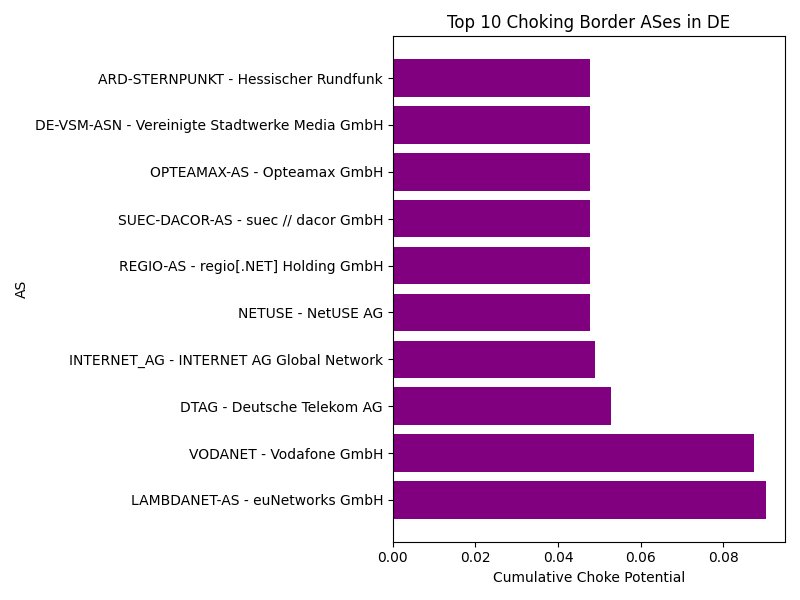 Top 10 Choking Border ASes in DE
ARD-STERNPUNKT - Hessischer Rundfunk
DE-VSM-ASN - Vereinigte Stadtwerke Media GmbH
OPTEAMAX-AS - Opteamax GmbH
SUEC-DACOR-AS - suec // dacor GmbH
REGIO-AS - regio[.NET] Holding GmbH
AS
NETUSE - NetUSE AG
INTERNET_AG - INTERNET AG Global Network
DTAG - Deutsche Telekom AG
VODANET - Vodafone GmbH
LAMBDANET-AS - euNetworks GmbH
0.00 0.02 0.04 0.06 0.08
Cumulative Choke Potential